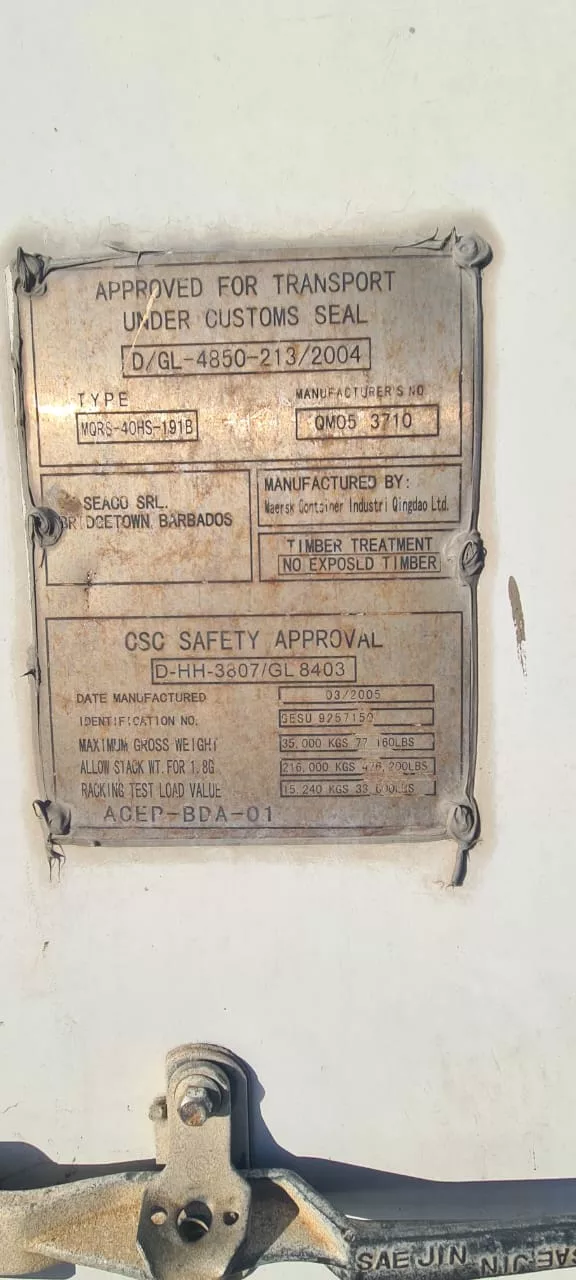 APPROVED FOR TRANSPORT
UNDER CUSTOMS SEAL
D/GL-4850-213/2004
TYPE
MANUFACTURER'S NO
MQRS-40HS-191B
QM05 3710
SEACO SRL.
BRIDGETOWN, BARBADOS
MANUFACTURED BY:
Maersk Container Industri Qingdao Ltd.
TIMBER TREATMENT
NO EXPOSED TIMBER
CSC SAFETY APPROVAL
D-HH-3807/GL 8403
DATE MANUFACTURED 03/2005
IDENTIFICATION NO. 9257150
MAXIMUM GROSS WEIGHT 35,000 KGS 77 160LBS
ALLOW STACK WT. FOR 1.8G 216,000 KGS 476,200LBS
RACKING TEST LOAD VALUE 15,240 KGS 33,600LBS
ACEP-BDA-01
SAE JIN